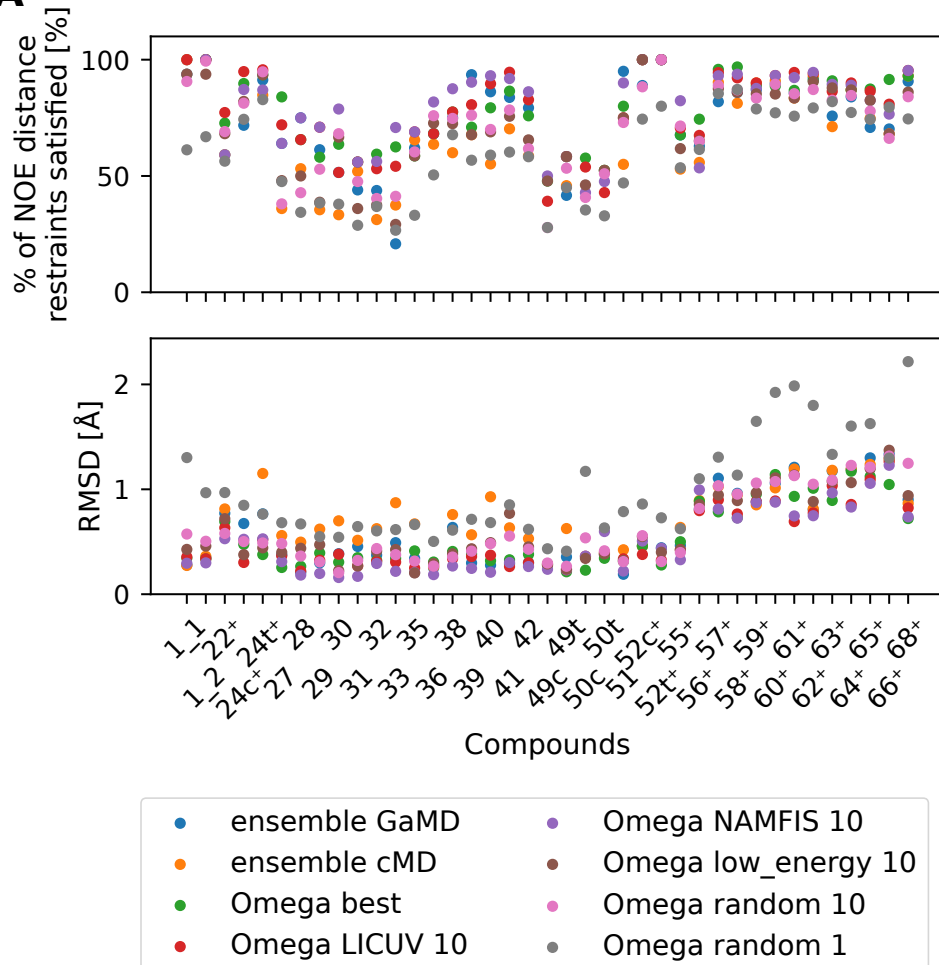 A
% of NOE distance
restraints satisfied [%]
100
50
0
RMSD [Å]
2
1
0
1_1
1_2
22⁺
24c⁺
24t⁺
27
28
29
30
31
32
33
35
36
38
39
40
41
42
49c
49t
50c
50t
51
52c⁺
52t⁺
55⁺
56⁺
57⁺
58⁺
59⁺
60⁺
61⁺
62⁺
63⁺
64⁺
65⁺
66⁺
68⁺
Compounds
ensemble GaMD
ensemble cMD
Omega best
Omega LICUV 10
Omega NAMFIS 10
Omega low_energy 10
Omega random 10
Omega random 1